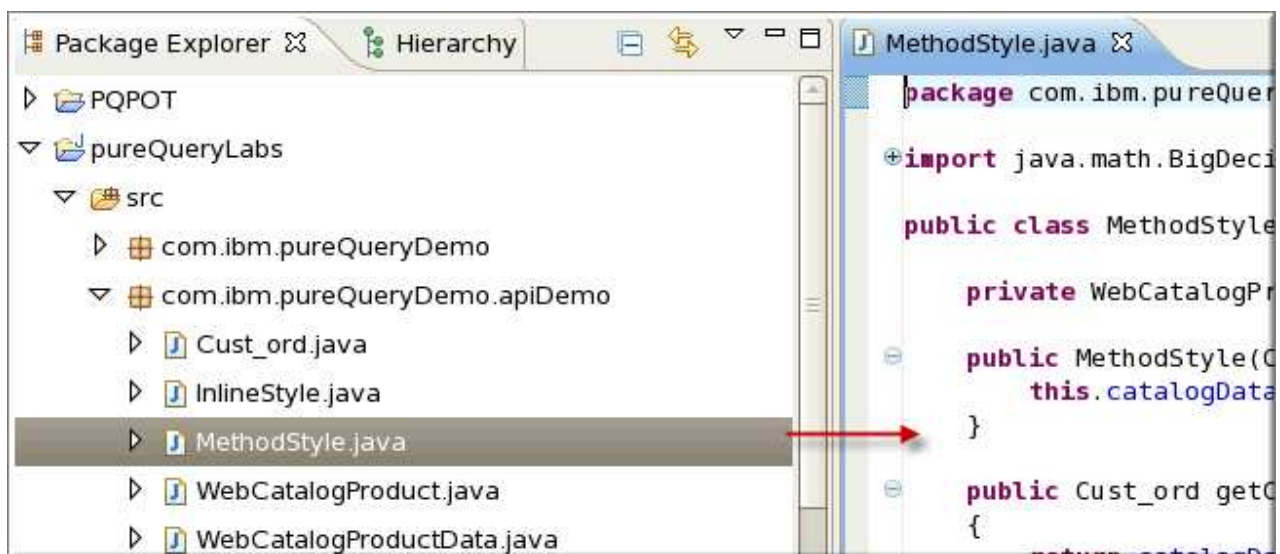 Package Explorer
Hierarchy
PQPOT
pureQueryLabs
src
com.ibm.pureQueryDemo
com.ibm.pureQueryDemo.apiDemo
Cust_ord.java
InlineStyle.java
MethodStyle.java
WebCatalogProduct.java
WebCatalogProductData.java
MethodStyle.java
package com.ibm.pureQuer
import java.math.BigDeci
public class MethodStyle
private WebCatalogPr
public MethodStyle(C
this.catalogData
}
public Cust_ord getC
{
return catalogDa